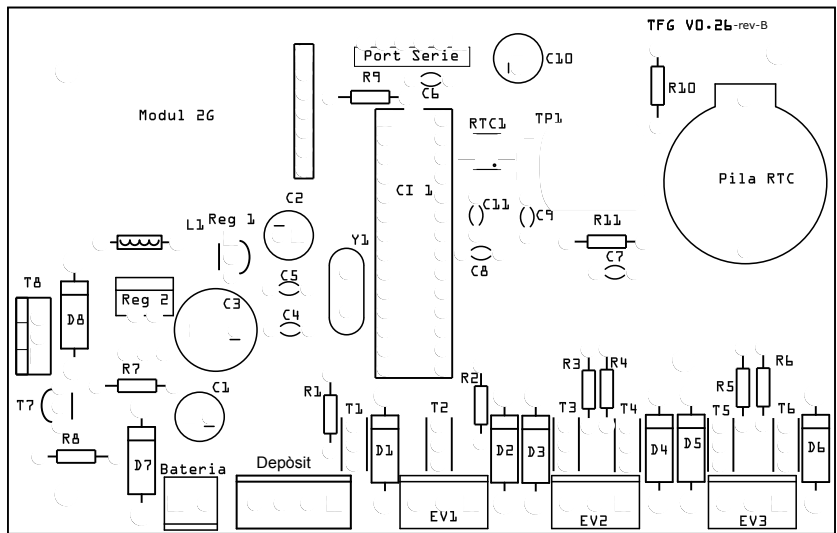 TFG V0.26-rev-B
Port Serie
C10
R9
C6
R10
Modul 2G
RTC1
TP1
Pila RTC
CI 1
C2
C11
C9
L1
Reg 1
R11
Y1
C8
C7
T8
C5
Reg 2
C3
D8
C4
R7
R3
R4
R6
R2
R5
C1
R1
T7
T1
T2
T3
T4
T5
T6
R8
D1
D2
D3
D4
D5
D6
D7
Bateria
Depòsit
EV1
EV2
EV3